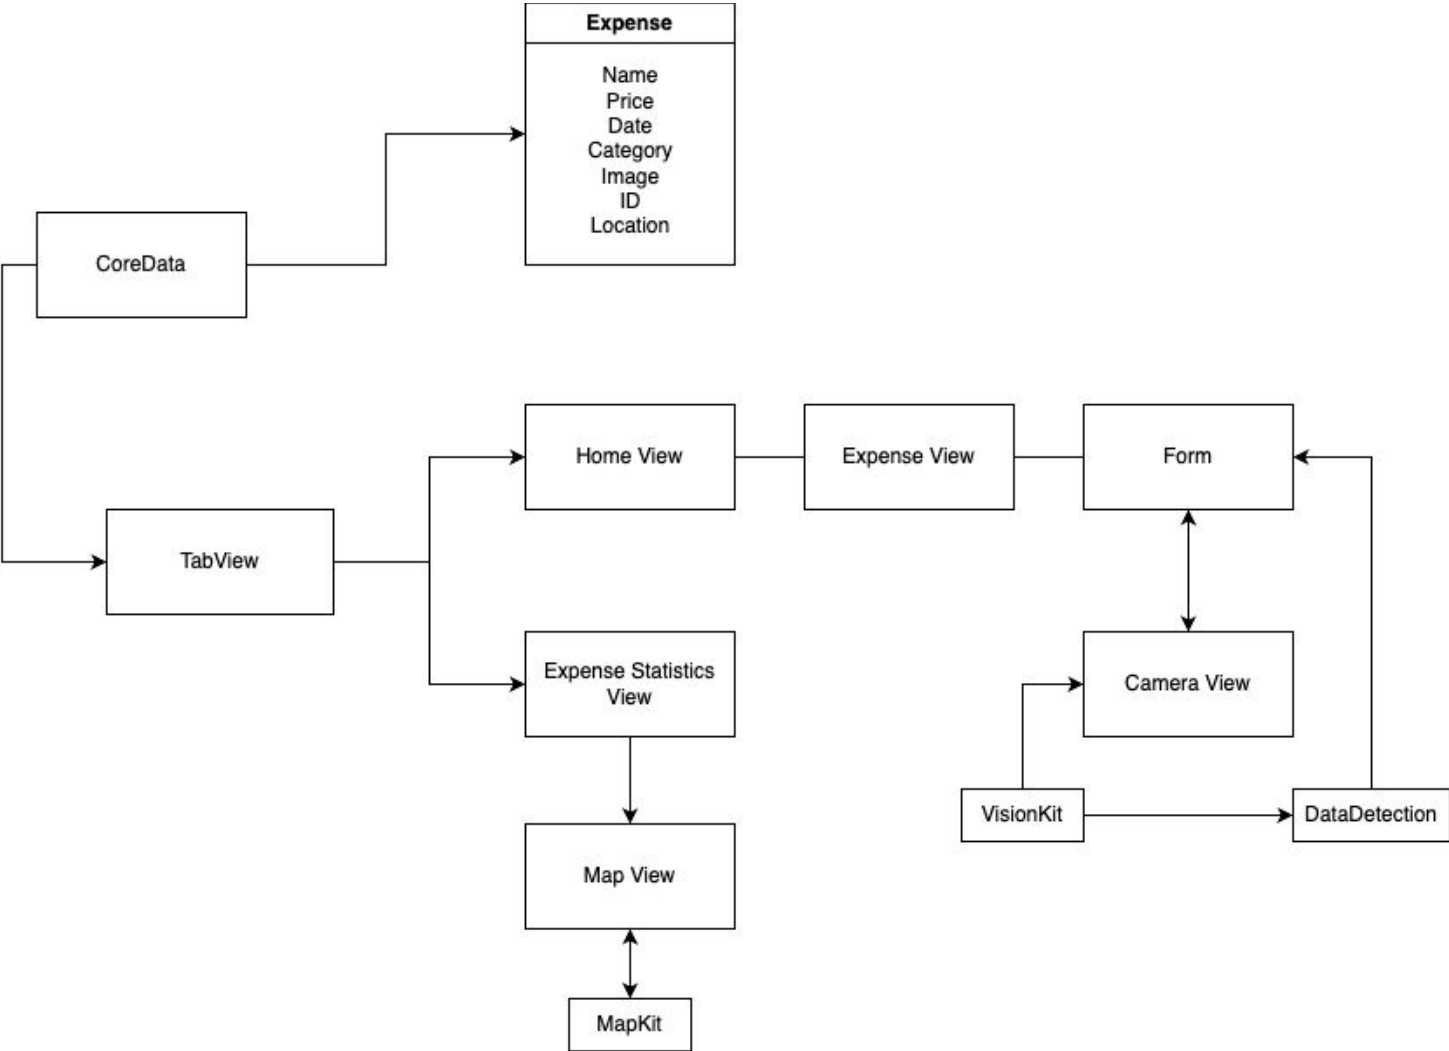 Expense
Name
Price
Date
Category
Image
ID
Location
CoreData
Home View
Expense View
Form
TabView
Expense Statistics
View
Camera View
VisionKit
DataDetection
Map View
MapKit